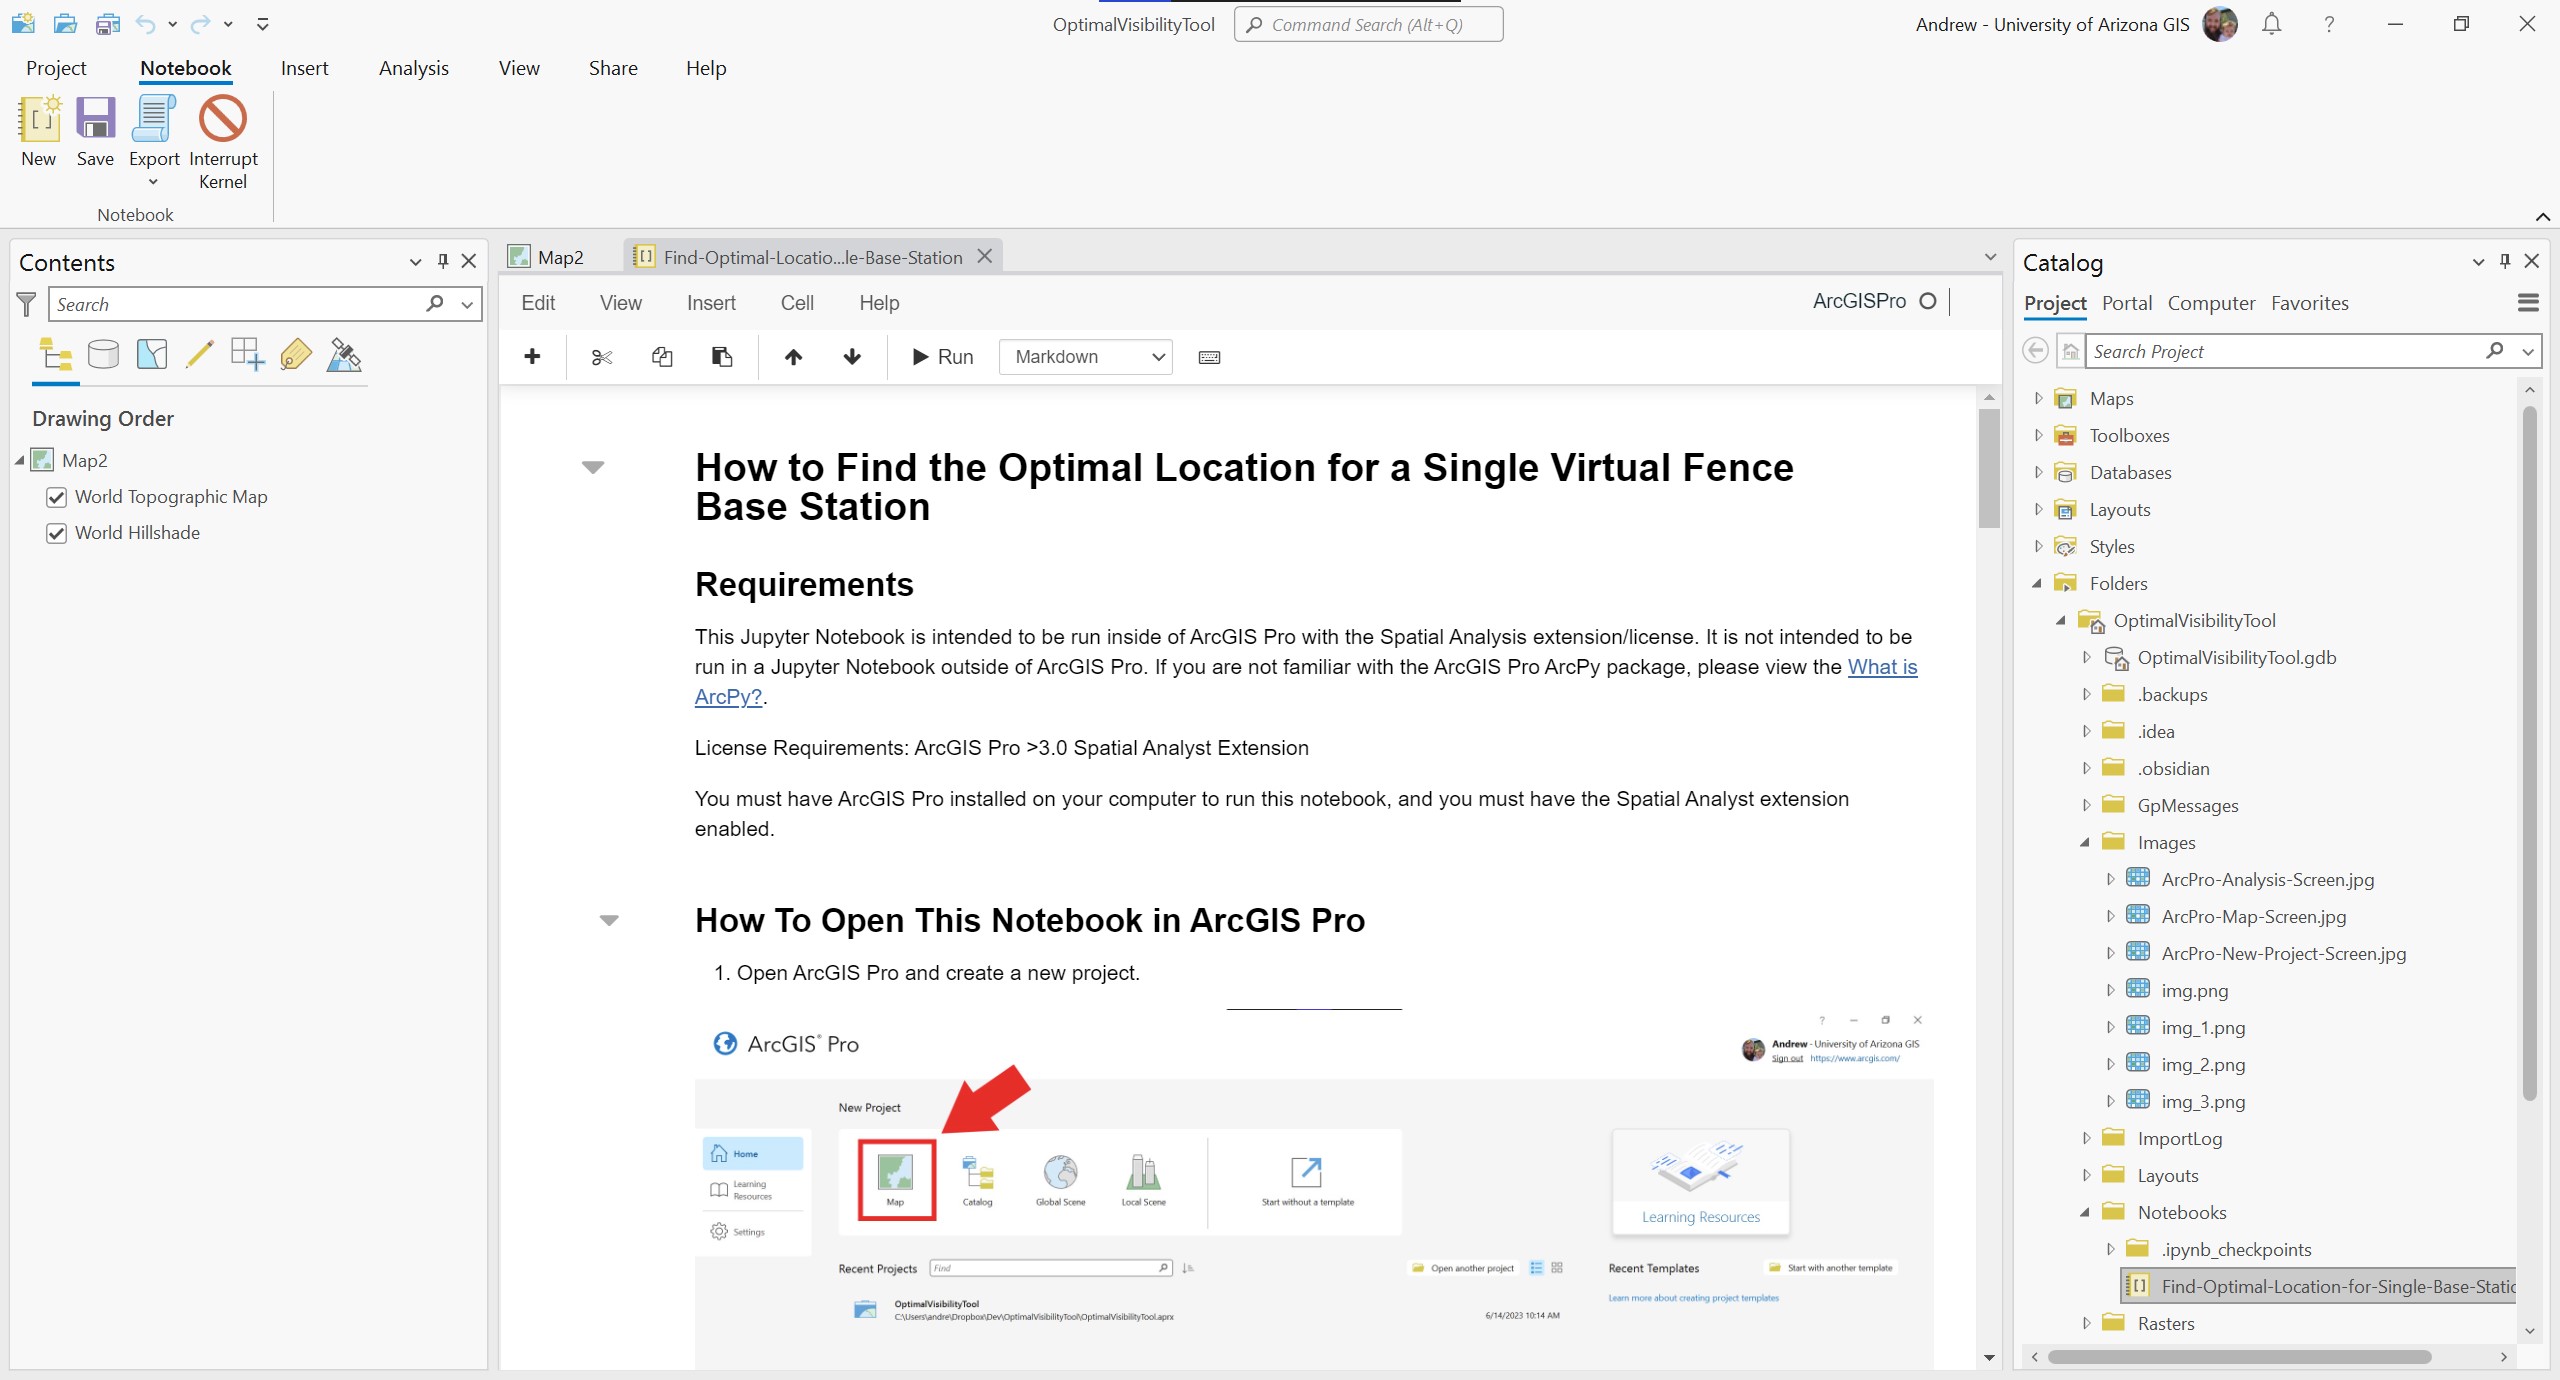 OptimalVisibilityTool
Command Search (Alt+Q)
Andrew - University of Arizona GIS
?
Project
Notebook
Insert
Analysis
View
Share
Help
New
Save
Export
Interrupt
Kernel
Notebook
Contents
Search
Drawing Order
Map2
World Topographic Map
World Hillshade
Map2
Find-Optimal-Locatio...le-Base-Station
Edit
View
Insert
Cell
Help
ArcGISPro
Run
Markdown
How to Find the Optimal Location for a Single Virtual Fence
Base Station
Requirements
This Jupyter Notebook is intended to be run inside of ArcGIS Pro with the Spatial Analysis extension/license. It is not intended to be
run in a Jupyter Notebook outside of ArcGIS Pro. If you are not familiar with the ArcGIS Pro ArcPy package, please view the What is
ArcPy?.
License Requirements: ArcGIS Pro >3.0 Spatial Analyst Extension
You must have ArcGIS Pro installed on your computer to run this notebook, and you must have the Spatial Analyst extension
enabled.
How To Open This Notebook in ArcGIS Pro
1. Open ArcGIS Pro and create a new project.
?
ArcGIS® Pro
Andrew - University of Arizona GIS
Sign out https://www.arcgis.com/
New Project
Home
Learning
Resources
Settings
Map
Catalog
Global Scene
Local Scene
Start without a template
Learning Resources
Recent Projects
Find
Open another project
Recent Templates
Start with another template
OptimalVisibilityTool
C:\Users\andre\Dropbox\Dev\OptimalVisibilityTool\OptimalVisibilityTool.aprx
6/14/2023 10:14 AM
Learn more about creating project templates
Catalog
Project
Portal
Computer
Favorites
Search Project
Maps
Toolboxes
Databases
Layouts
Styles
Folders
OptimalVisibilityTool
OptimalVisibilityTool.gdb
.backups
.idea
.obsidian
GpMessages
Images
ArcPro-Analysis-Screen.jpg
ArcPro-Map-Screen.jpg
ArcPro-New-Project-Screen.jpg
img.png
img_1.png
img_2.png
img_3.png
ImportLog
Layouts
Notebooks
.ipynb_checkpoints
Find-Optimal-Location-for-Single-Base-Static
Rasters